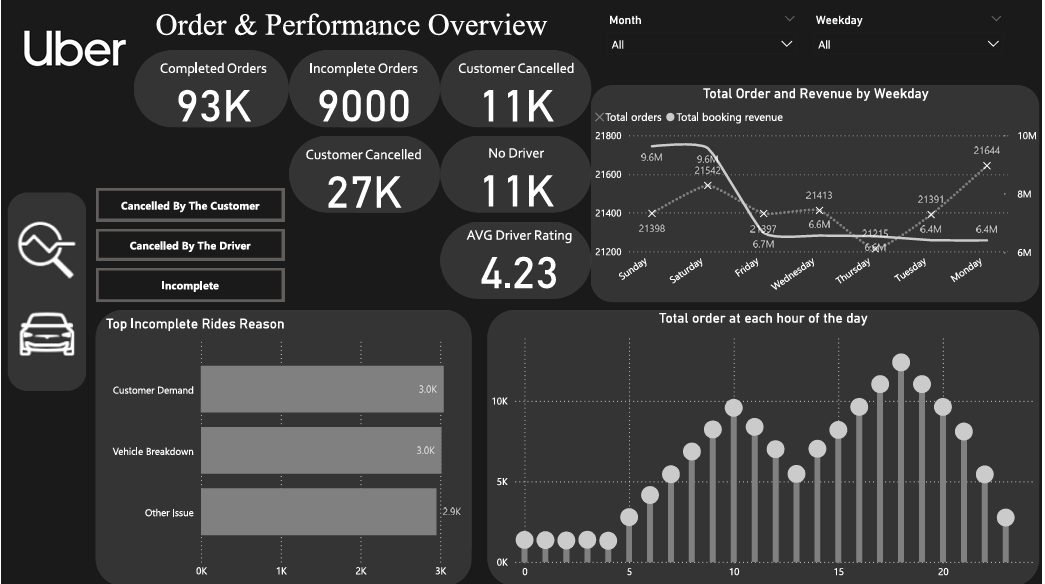 Uber
Order & Performance Overview
Month
All
Weekday
All
Completed Orders
93K
Incomplete Orders
9000
Customer Cancelled
11K
Customer Cancelled
27K
No Driver
11K
AVG Driver Rating
4.23
Cancelled By The Customer
Cancelled By The Driver
Incomplete
Total Order and Revenue by Weekday
Total orders
Total booking revenue
21800
21600
21400
21200
10M
8M
6M
9.6M
9.6M
6.7M
6.6M
6.6M
6.4M
6.4M
21398
21542
21397
21413
21215
21391
21644
Sunday
Saturday
Friday
Wednesday
Thursday
Tuesday
Monday
Top Incomplete Rides Reason
Customer Demand
3.0K
Vehicle Breakdown
3.0K
Other Issue
2.9K
0K
1K
2K
3K
Total order at each hour of the day
10K
5K
0K
0
5
10
15
20